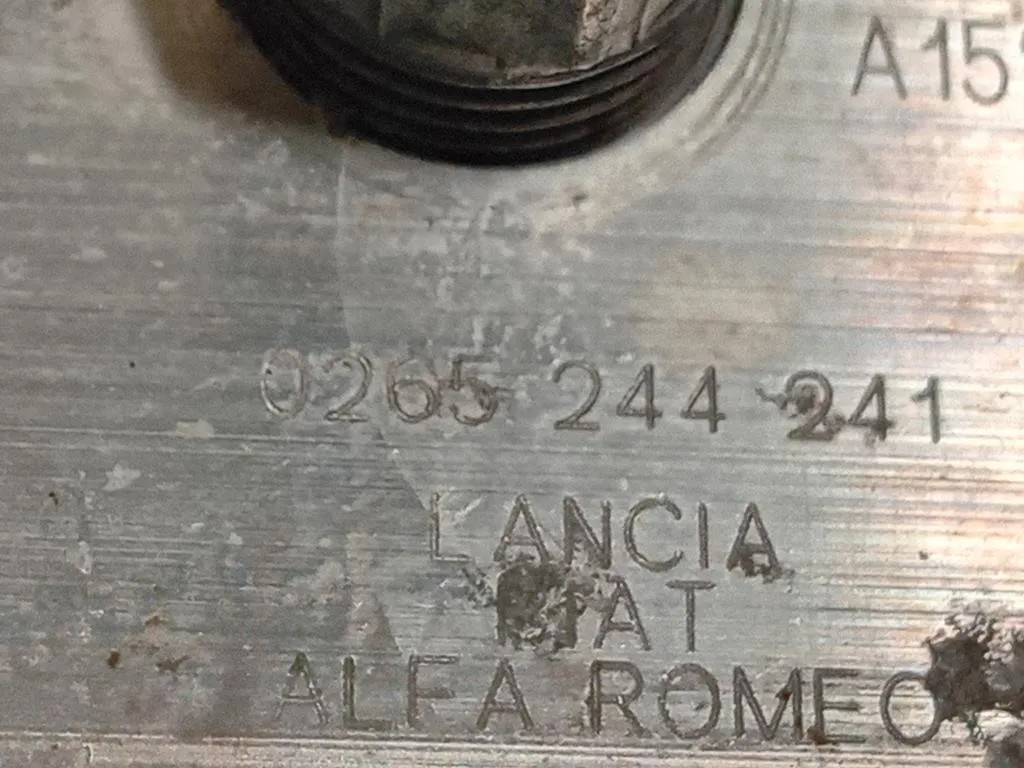 A15
0265 244 241
LANCIA
FIAT
ALFA ROMEO